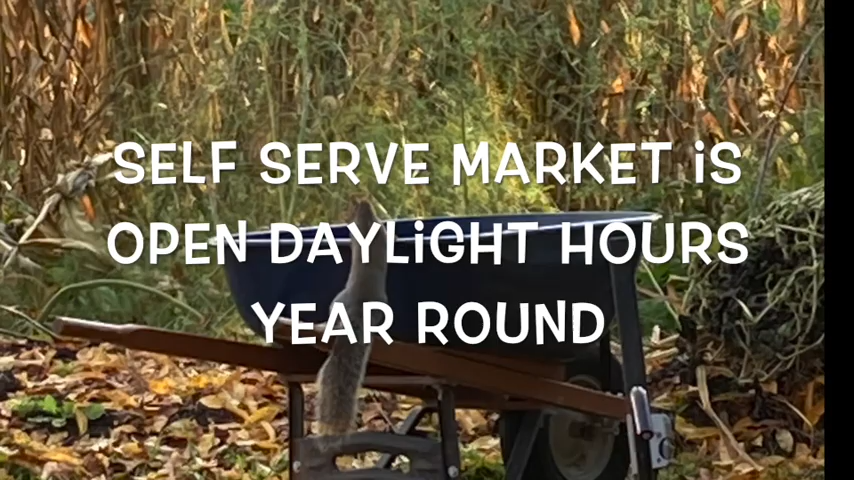 SELF SERVE MARKET iS
OPEN DAYLiGHT HOURS
YEAR ROUND